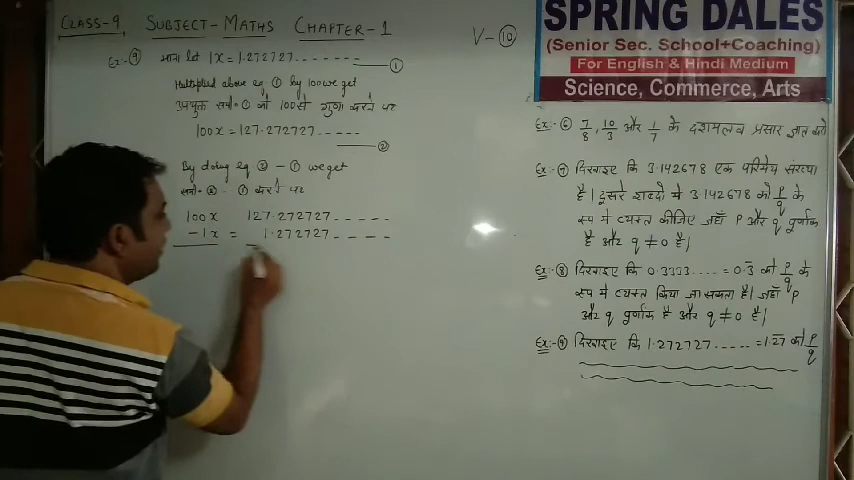 CLASS-9, SUBJECT-MATHS CHAPTER-1
V-10
Ex:-9 माना let 1x = 1.272727-------- ——1
Multiplied above eq 1 by 100 we get
उपर्युक्त समी०-1 को 100 से गुणा करने पर
100x = 127.272727----- ——2
By doing eq 2 - 1 we get
समी० 2 - 1 करने पर
100x 127.272727-----
-1x = 1.272727----
SPRING DALES
(Senior Sec. School+Coaching)
For English & Hindi Medium
Science, Commerce, Arts
Ex:-6 7/8, 10/3 और 1/7 के दशमलव प्रसार ज्ञात करो
Ex:-7 दिखाइए कि 3.142678 एक परिमेय संख्या
है। दूसरे शब्दों में 3.142678 को p/q के
रूप में व्यक्त कीजिए जहाँ p और q पूर्णांक
है और q ≠ 0 है।
Ex:-8 दिखाइए कि 0.3333.... = 0.3̅ को p/q के
रूप में व्यक्त किया जा सकता है। जहाँ p
और q पूर्णांक है और q ≠ 0 है।
Ex:-9 दिखाइए कि 1.272727..... = 1.2̅7̅ को p/q